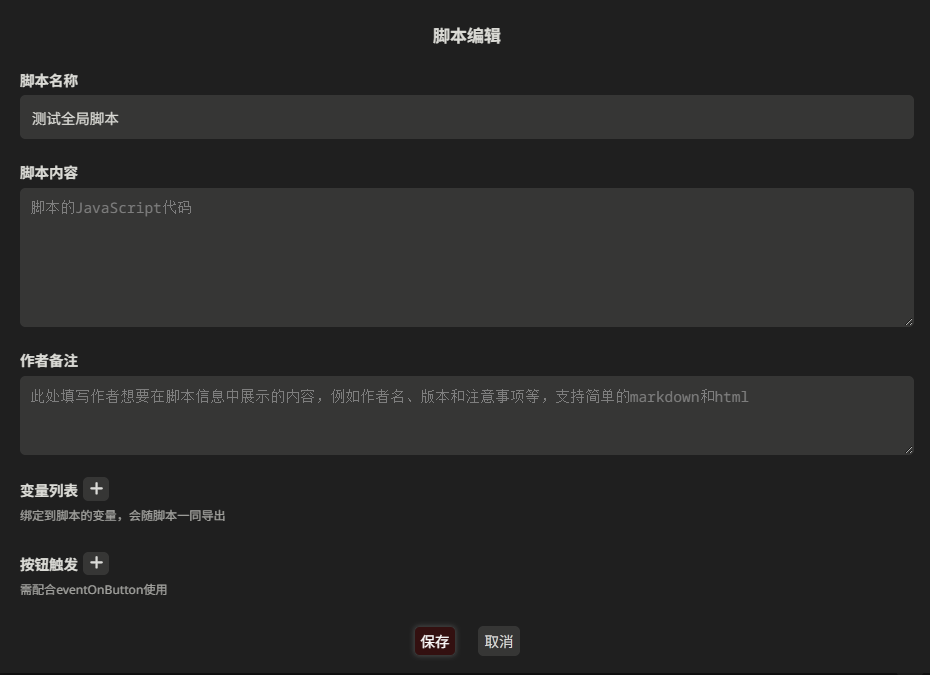 脚本编辑
脚本名称
测试全局脚本
脚本内容
脚本的JavaScript代码
作者备注
此处填写作者想要在脚本信息中展示的内容，例如作者名、版本和注意事项等，支持简单的markdown和html
变量列表 +
绑定到脚本的变量，会随脚本一同导出
按钮触发 +
需配合eventOnButton使用
保存 取消